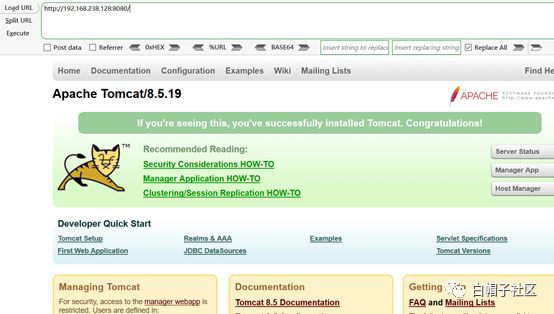 Load URL
http://192.168.238.128:8080/
Split URL
Execute
Post data Referrer 0xHEX %URL BASE64 Insert string to replace Insert replacing string Replace All
Home Documentation Configuration Examples Wiki Mailing Lists Find He
Apache Tomcat/8.5.19
APACHE
SOFTWARE FOUND
http://www.apache
If you're seeing this, you've successfully installed Tomcat. Congratulations!
TM
Recommended Reading:
Security Considerations HOW-TO
Manager Application HOW-TO
Clustering/Session Replication HOW-TO
Server Status
Manager App
Host Manager
Developer Quick Start
Tomcat Setup Realms & AAA Examples Servlet Specifications
First Web Application JDBC DataSources Tomcat Versions
Managing Tomcat
For security, access to the manager webapp is
restricted. Users are defined in:
Documentation
Tomcat 8.5 Documentation
Getting
FAQ and Mailing Lists
白帽子社区